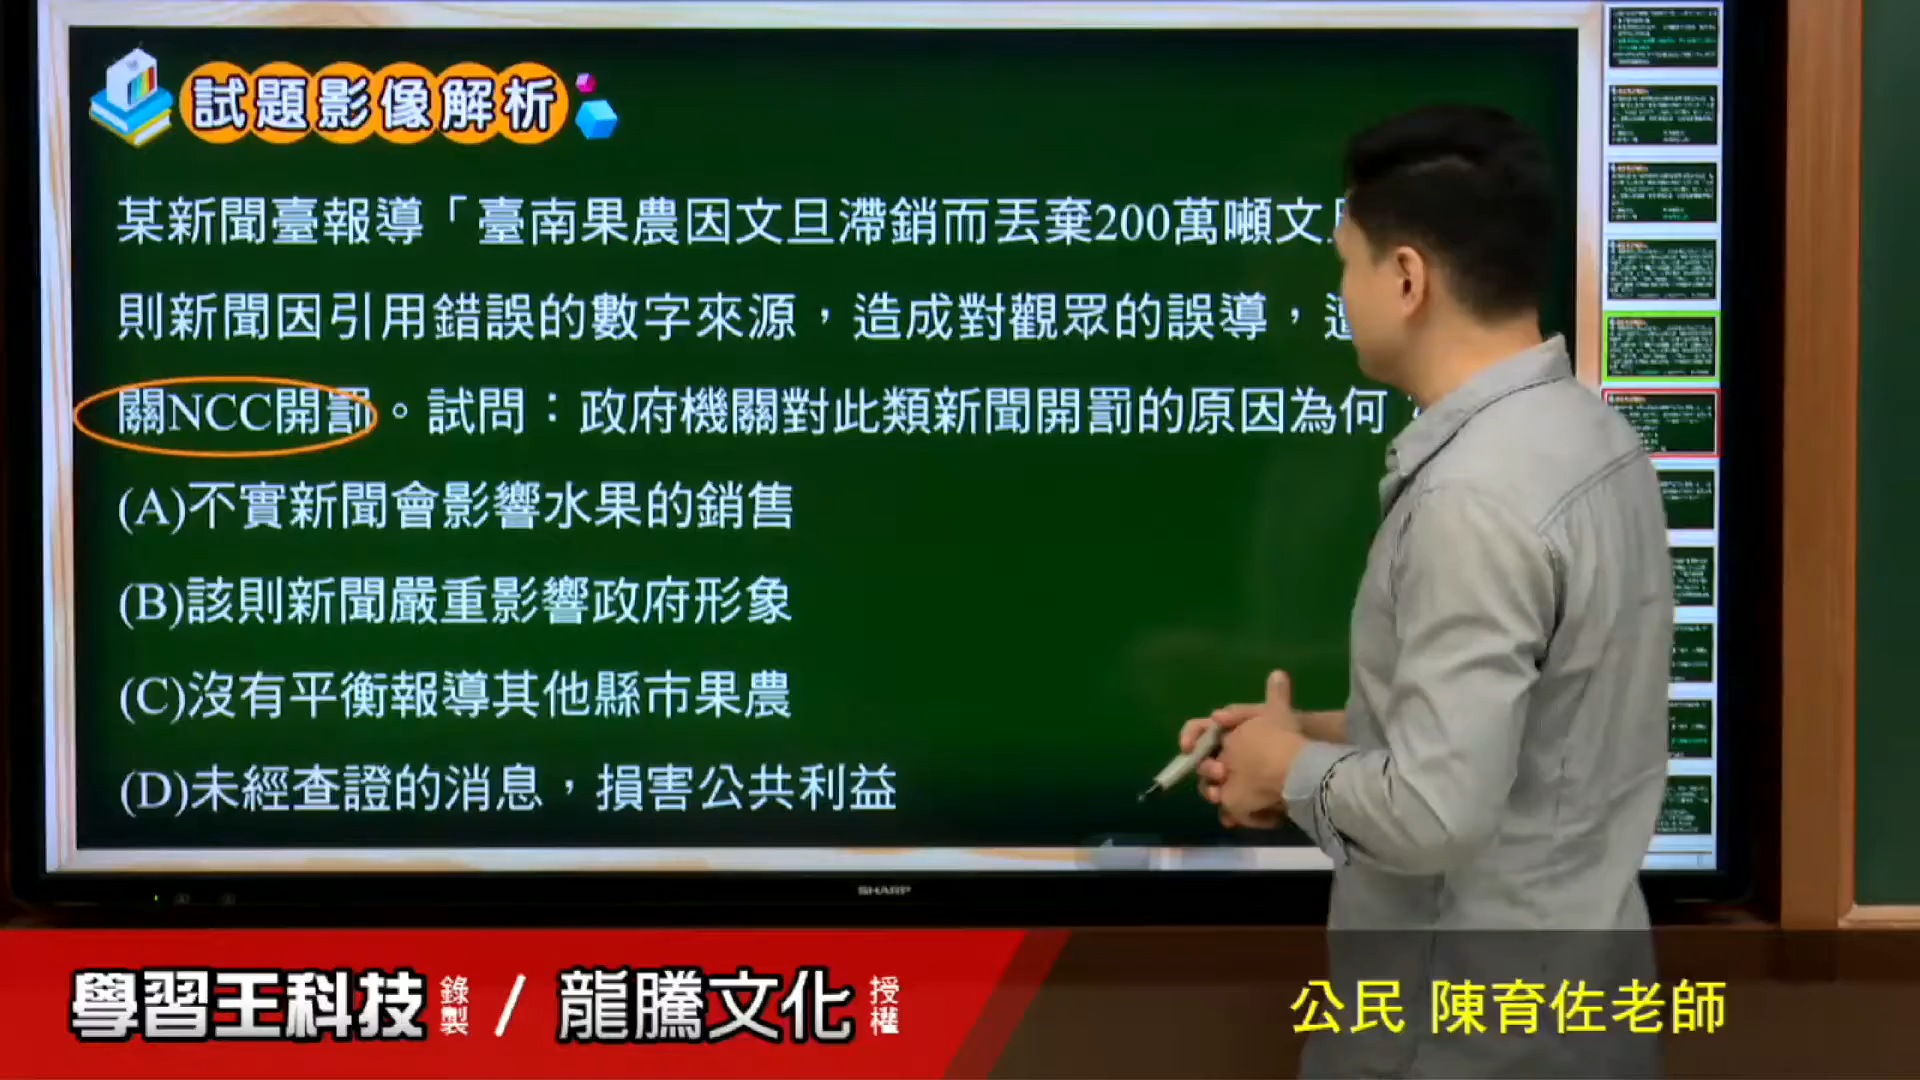 試題影像解析
某新聞臺報導「臺南果農因文旦滯銷而丟棄200萬噸文
則新聞因引用錯誤的數字來源，造成對觀眾的誤導，
關NCC開罰。試問：政府機關對此類新聞開罰的原因為何
(A)不實新聞會影響水果的銷售
(B)該則新聞嚴重影響政府形象
(C)沒有平衡報導其他縣市果農
(D)未經查證的消息，損害公共利益
SHARP
學習王科技錄製 / 龍騰文化授權
公民 陳育佐老師